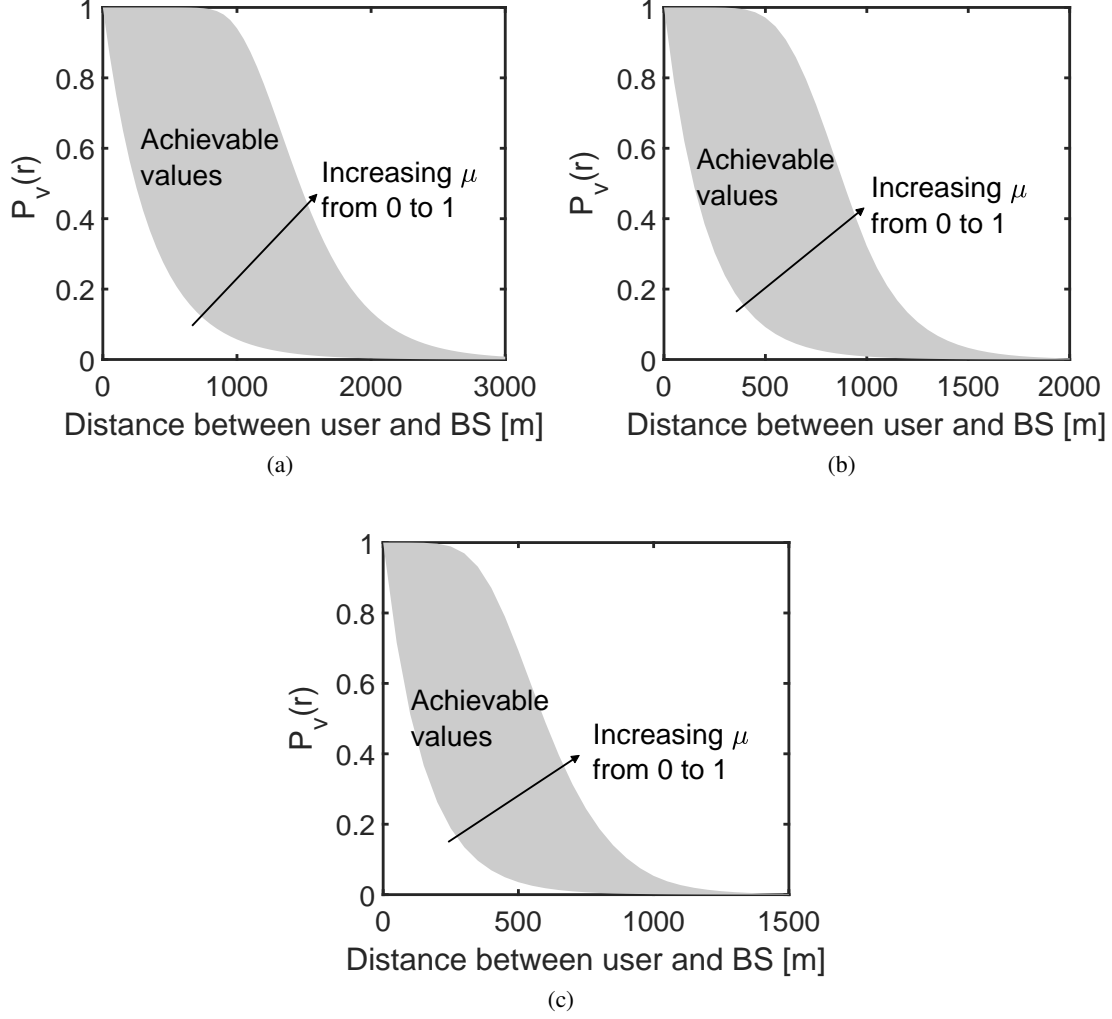 1
0.8
0.6
0.4
0.2
0
P_v(r)
Achievable
values
Increasing μ
from 0 to 1
0 1000 2000 3000
Distance between user and BS [m]
(a)
1
0.8
0.6
0.4
0.2
0
P_v(r)
Achievable
values
Increasing μ
from 0 to 1
0 500 1000 1500 2000
Distance between user and BS [m]
(b)
1
0.8
0.6
0.4
0.2
0
P_v(r)
Achievable
values
Increasing μ
from 0 to 1
0 500 1000 1500
Distance between user and BS [m]
(c)